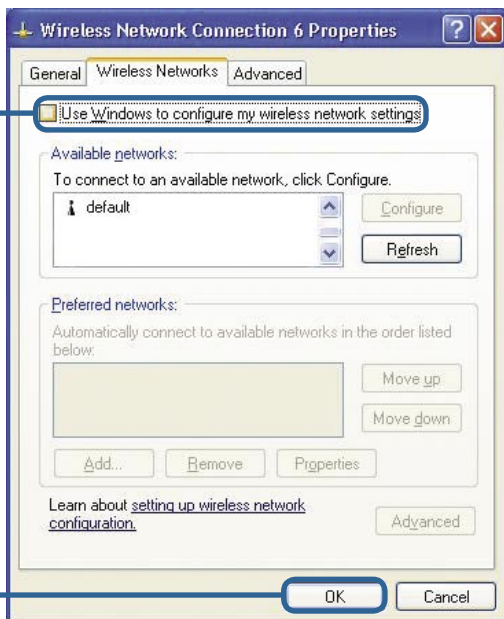 Wireless Network Connection 6 Properties
General Wireless Networks Advanced
Use Windows to configure my wireless network settings
Available networks:
To connect to an available network, click Configure.
default
Configure
Refresh
Preferred networks:
Automatically connect to available networks in the order listed
below:
Move up
Move down
Add... Remove Properties
Learn about setting up wireless network
configuration.
Advanced
OK Cancel